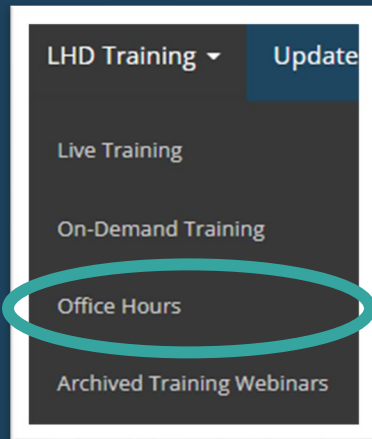 LHD Training Update
Live Training
On-Demand Training
Office Hours
Archived Training Webinars